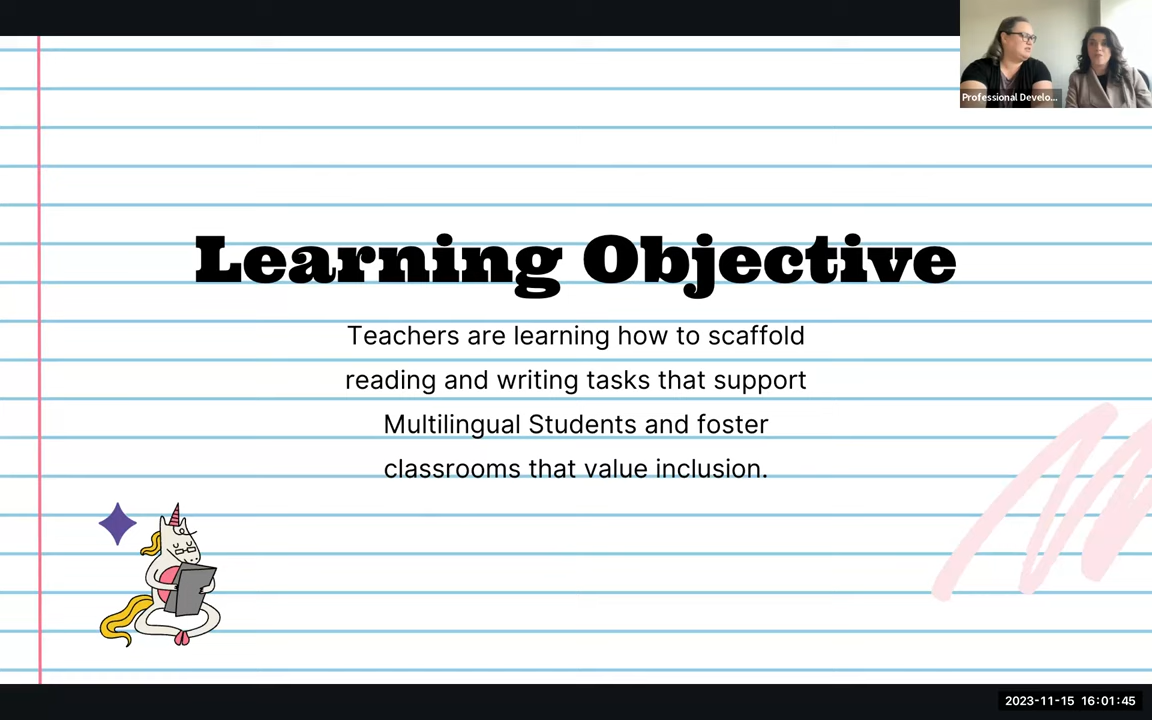 Professional Develo...
Learning Objective
Teachers are learning how to scaffold
reading and writing tasks that support
Multilingual Students and foster
classrooms that value inclusion.
2023-11-15 16:01:45